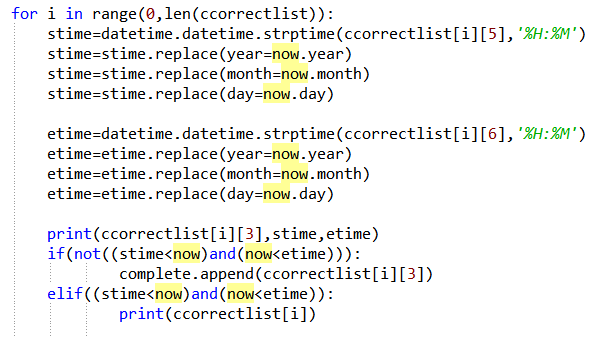 for i in range(0,len(ccorrectlist)):
    stime=datetime.datetime.strptime(ccorrectlist[i][5],'%H:%M')
    stime=stime.replace(year=now.year)
    stime=stime.replace(month=now.month)
    stime=stime.replace(day=now.day)

    etime=datetime.datetime.strptime(ccorrectlist[i][6],'%H:%M')
    etime=etime.replace(year=now.year)
    etime=etime.replace(month=now.month)
    etime=etime.replace(day=now.day)

    print(ccorrectlist[i][3],stime,etime)
    if(not((stime<now)and(now<etime))):
            complete.append(ccorrectlist[i][3])
    elif((stime<now)and(now<etime)):
            print(ccorrectlist[i])